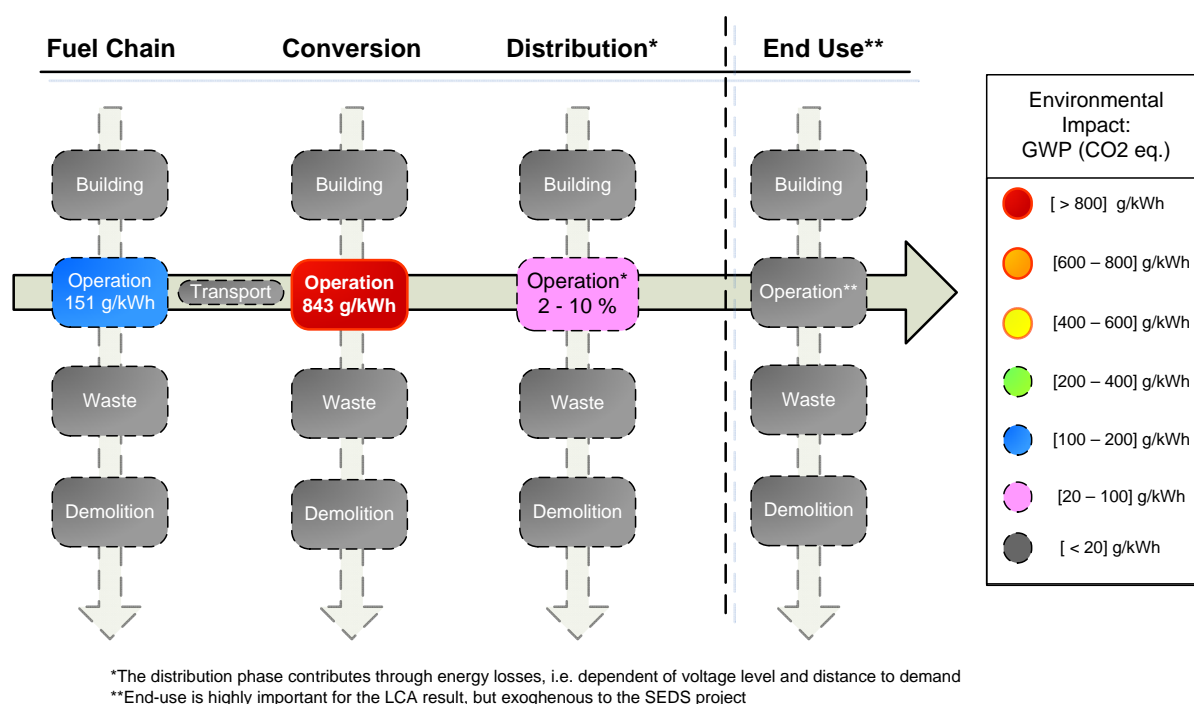 Fuel Chain
Conversion
Distribution*
End Use**
Building
Building
Building
Building
Operation
151 g/kWh
Transport
Operation
843 g/kWh
Operation*
2 - 10 %
Operation**
Waste
Waste
Waste
Waste
Demolition
Demolition
Demolition
Demolition
Environmental
Impact:
GWP (CO2 eq.)
[ > 800] g/kWh
[600 – 800] g/kWh
[400 – 600] g/kWh
[200 – 400] g/kWh
[100 – 200] g/kWh
[20 – 100] g/kWh
[ < 20] g/kWh
*The distribution phase contributes through energy losses, i.e. dependent of voltage level and distance to demand
**End-use is highly important for the LCA result, but exoghenous to the SEDS project